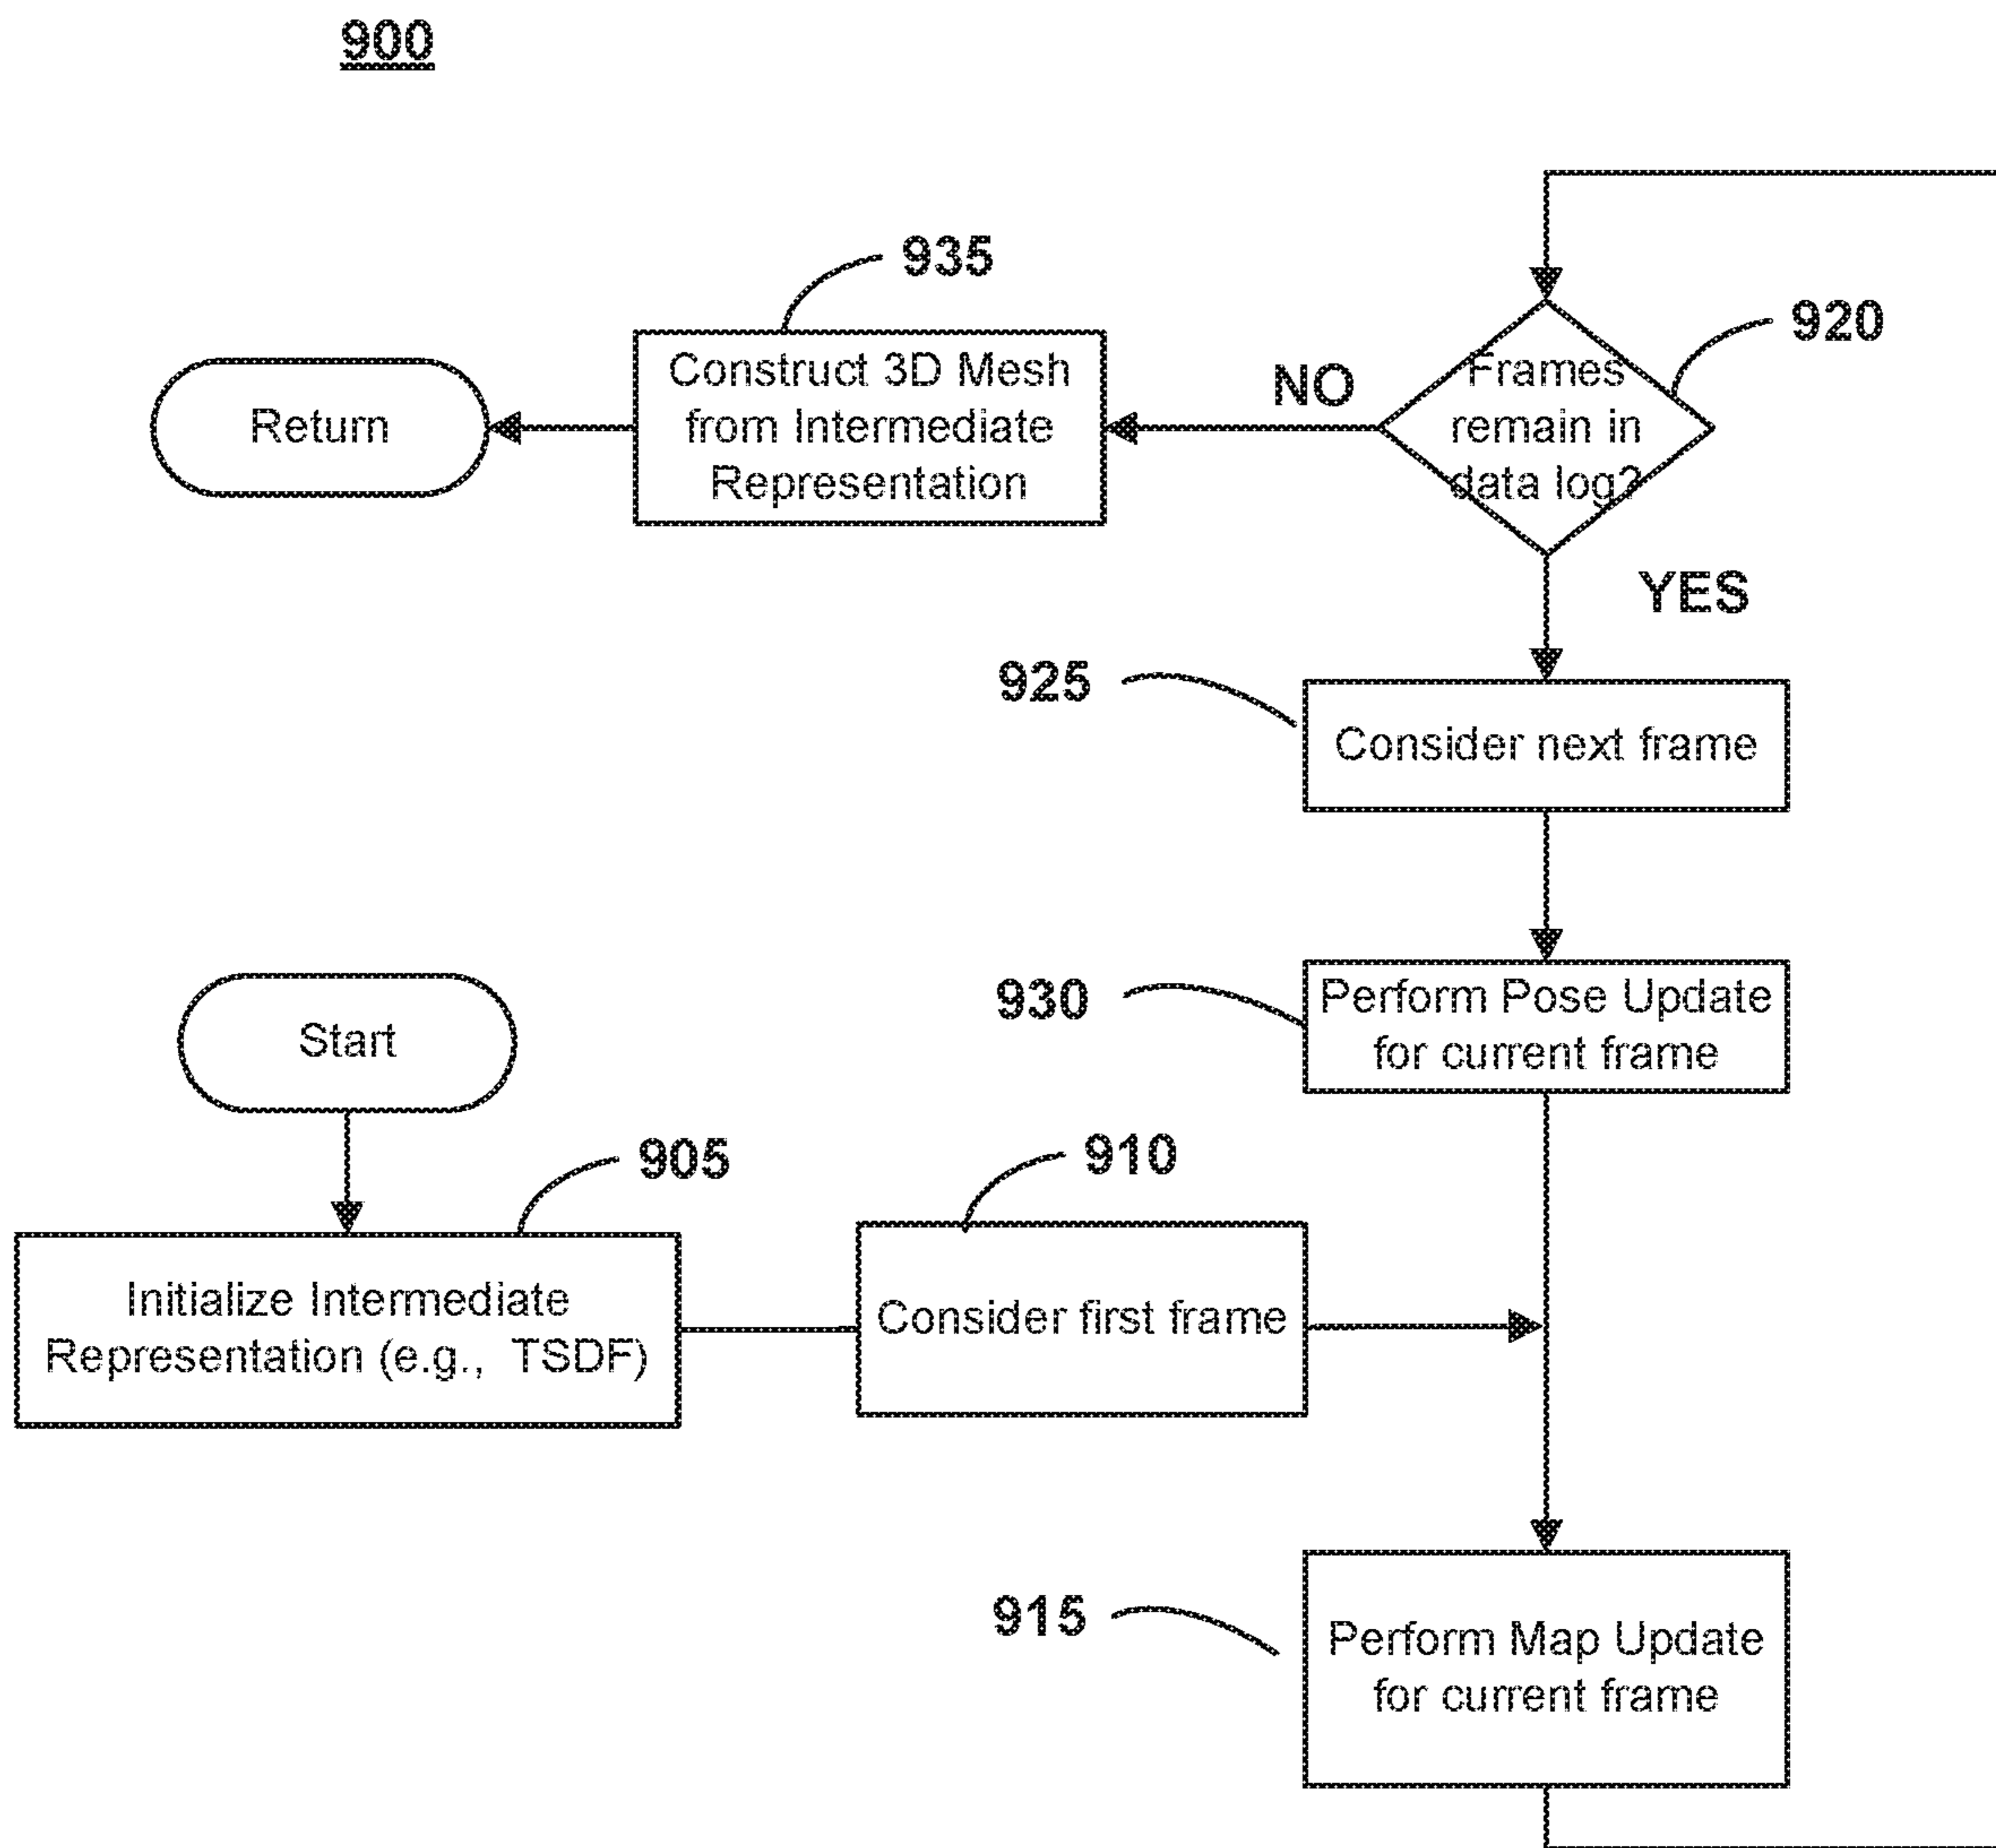 900
935
920
Construct 3D Mesh
from Intermediate
Representation
Return
NO
Frames
remain in
data log?
YES
925
Consider next frame
930
Perform Pose Update
for current frame
Start
905
910
Initialize Intermediate
Representation (e.g., TSDF)
Consider first frame
915
Perform Map Update
for current frame